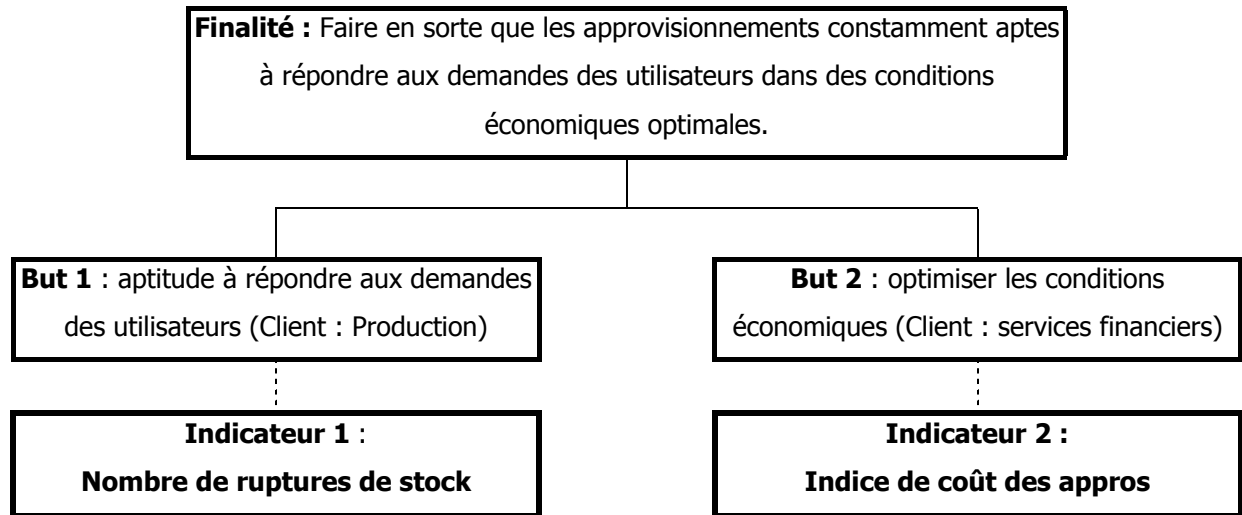 Finalité : Faire en sorte que les approvisionnements constamment aptes
à répondre aux demandes des utilisateurs dans des conditions
économiques optimales.
But 1 : aptitude à répondre aux demandes
des utilisateurs (Client : Production)
But 2 : optimiser les conditions
économiques (Client : services financiers)
Indicateur 1 :
Nombre de ruptures de stock
Indicateur 2 :
Indice de coût des appros